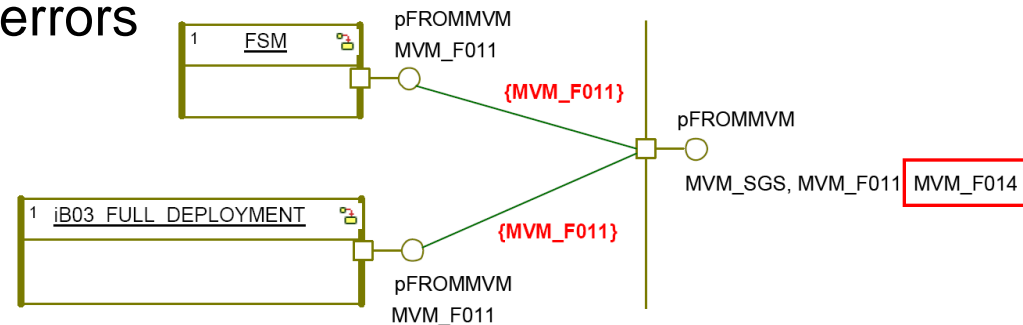 errors
1 FSM
pFROMMVM
MVM_F011
{MVM_F011}
pFROMMVM
MVM_SGS, MVM_F011 MVM_F014
1 iB03_FULL_DEPLOYMENT
{MVM_F011}
pFROMMVM
MVM_F011